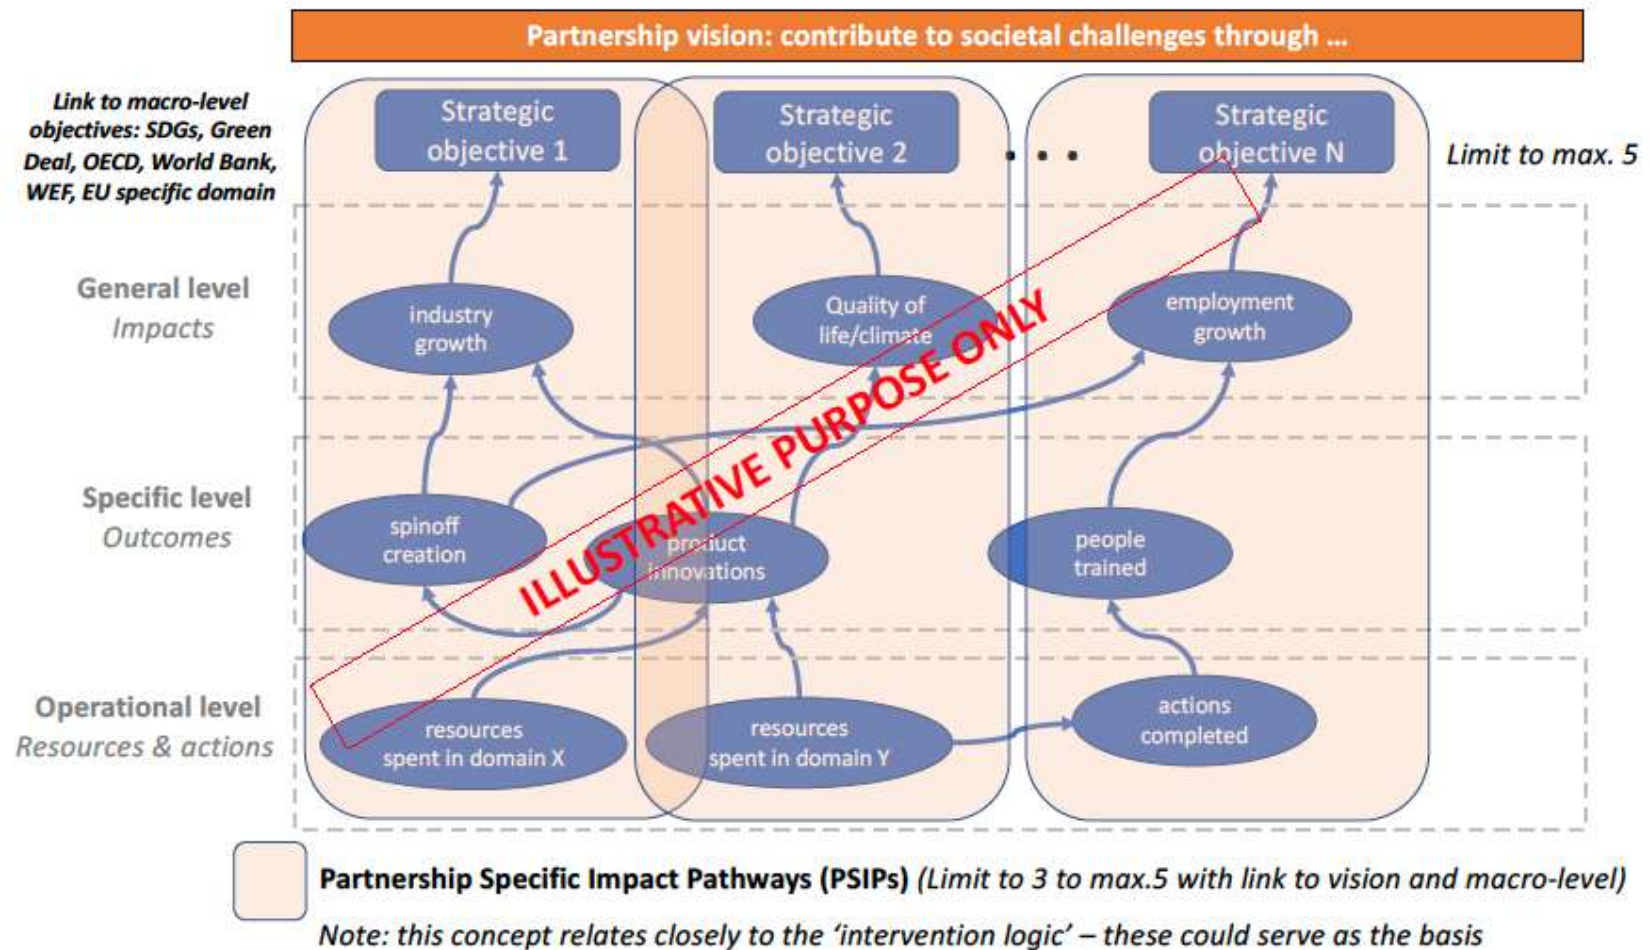 Partnership vision: contribute to societal challenges through ...
Link to macro-level
objectives: SDGs, Green
Deal, OECD, World Bank,
WEF, EU specific domain
Strategic
objective 1
Strategic
objective 2
. . .
Strategic
objective N
Limit to max. 5
General level
Impacts
industry
growth
Quality of
life/climate
employment
growth
ILLUSTRATIVE PURPOSE ONLY
Specific level
Outcomes
spinoff
creation
product
innovations
people
trained
Operational level
Resources & actions
resources
spent in domain X
resources
spent in domain Y
actions
completed
Partnership Specific Impact Pathways (PSIPs) (Limit to 3 to max.5 with link to vision and macro-level)
Note: this concept relates closely to the ‘intervention logic’ – these could serve as the basis